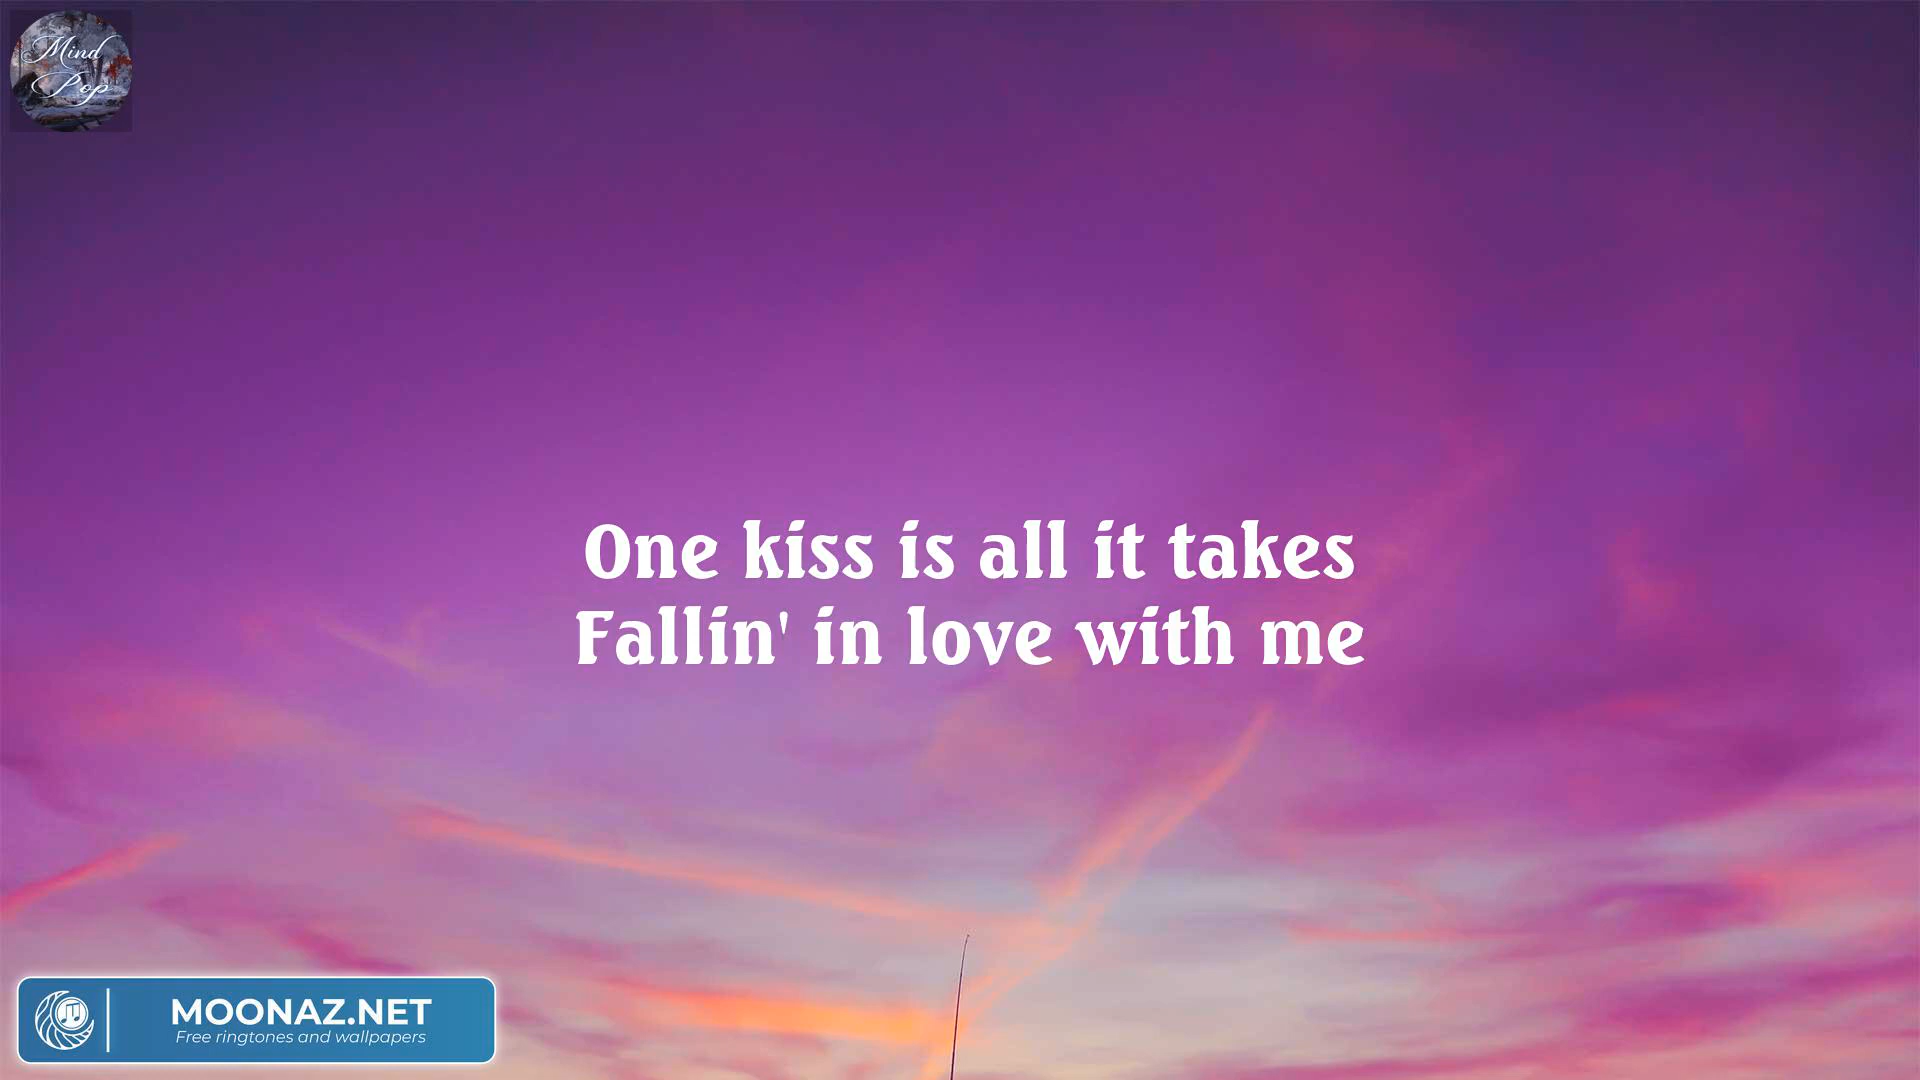 Mind
Pop
One kiss is all it takes
Fallin' in love with me
MOONAZ.NET
Free ringtones and wallpapers